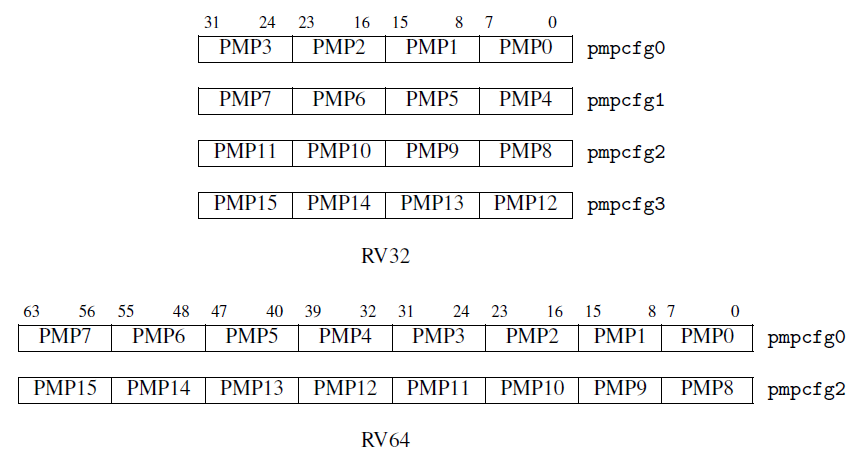 31 24 23 16 15 8 7 0
PMP3 PMP2 PMP1 PMP0 pmpcfg0
PMP7 PMP6 PMP5 PMP4 pmpcfg1
PMP11 PMP10 PMP9 PMP8 pmpcfg2
PMP15 PMP14 PMP13 PMP12 pmpcfg3
RV32
63 56 55 48 47 40 39 32 31 24 23 16 15 8 7 0
PMP7 PMP6 PMP5 PMP4 PMP3 PMP2 PMP1 PMP0 pmpcfg0
PMP15 PMP14 PMP13 PMP12 PMP11 PMP10 PMP9 PMP8 pmpcfg2
RV64